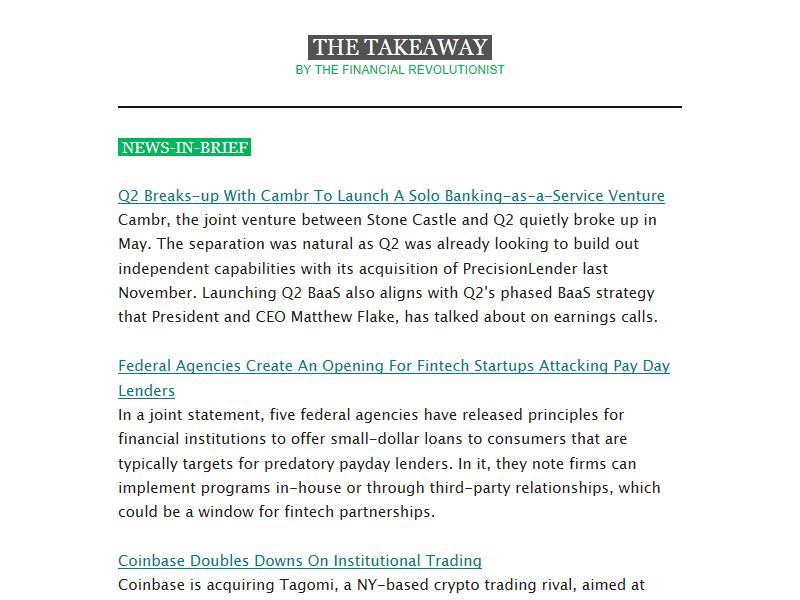 THE TAKEAWAY
BY THE FINANCIAL REVOLUTIONIST
NEWS-IN-BRIEF
Q2 Breaks-up With Cambr To Launch A Solo Banking-as-a-Service Venture
Cambr, the joint venture between Stone Castle and Q2 quietly broke up in
May. The separation was natural as Q2 was already looking to build out
independent capabilities with its acquisition of PrecisionLender last
November. Launching Q2 BaaS also aligns with Q2's phased BaaS strategy
that President and CEO Matthew Flake, has talked about on earnings calls.
Federal Agencies Create An Opening For Fintech Startups Attacking Pay Day
Lenders
In a joint statement, five federal agencies have released principles for
financial institutions to offer small-dollar loans to consumers that are
typically targets for predatory payday lenders. In it, they note firms can
implement programs in-house or through third-party relationships, which
could be a window for fintech partnerships.
Coinbase Doubles Downs On Institutional Trading
Coinbase is acquiring Tagomi, a NY-based crypto trading rival, aimed at